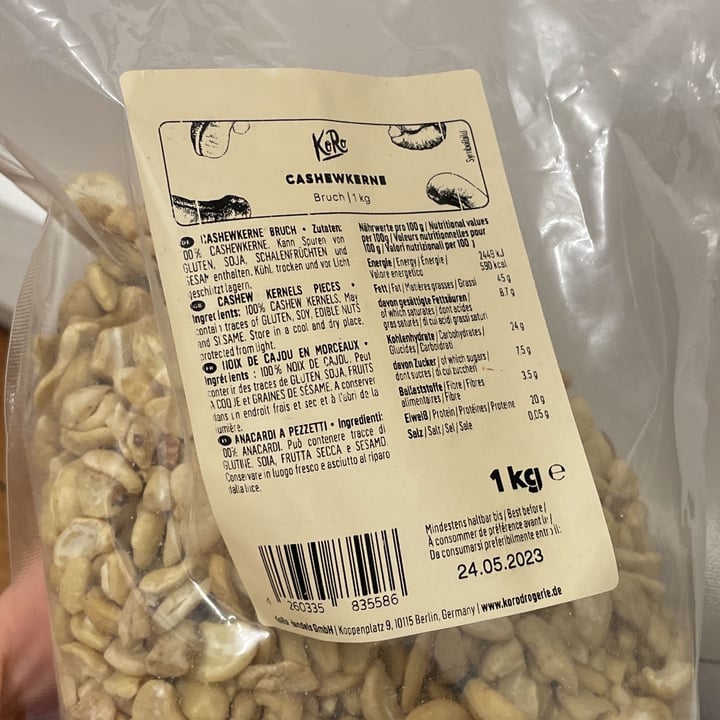 KoRo
CASHEWKERNE
Bruch | 1 kg
Symbolbild
DE CASHEWKERNE BRUCH • Zutaten:
00% CASHEWKERNE. Kann Spuren von
GLUTEN, SOJA, SCHALENFRÜCHTEN und
SESAM enthalten. Kühl, trocken und vor Licht
geschützt lagern.
GB CASHEW KERNELS PIECES •
Ingredients: 100% CASHEW KERNELS. May
contain traces of GLUTEN, SOY, EDIBLE NUTS
and SESAME. Store in a cool and dry place,
protected from light.
FR NOIX DE CAJOU EN MORCEAUX •
Ingrédients : 100% NOIX DE CAJOU. Peut
contenir des traces de GLUTEN, SOJA, FRUITS
À COQUE et GRAINES DE SÉSAME. A conserver
dans un endroit frais et sec et à l'abri de la
lumière.
IT ANACARDI A PEZZETTI • Ingredienti:
00% ANACARDI. Può contenere tracce di
GLUTINE, SOIA, FRUTTA SECCA e SESAMO.
Conservare in luogo fresco e asciutto al riparo
dalla luce.
Nährwerte pro 100 g / Nutritional values
per 100g / Valeurs nutritionnelles pour
100 g / Valori nutrizionali per 100 g
Energie / Energy / Énergie / 2449 kJ
Valore energetico 590 kcal
Fett / Fat / Matières grasses / Grassi 45 g
davon gesättigte Fettsäuren / 8.7 g
of which saturates / dont acides
gras saturés / di cui acidi grassi saturi
Kohlenhydrate / Carbohydrates / 24 g
Glucides / Carboidrati
davon Zucker / of which sugars / 7.5 g
dont sucres / di cui zuccheri
Ballaststoffe / Fibre / Fibres 3.5 g
alimentaires / Fibre
Eiweiß / Protein / Protéines / Proteine 20 g
Salz / Salt / Sel / Sale 0,05 g
1 kg e
Mindestens haltbar bis / Best before /
A consommer de préférence avant le /
Da consumarsi preferibilmente entro il:
24.05.2023
4 260335 835586
KoRo Handels GmbH | Koppenplatz 9, 10115 Berlin, Germany | www.korodrogerie.de